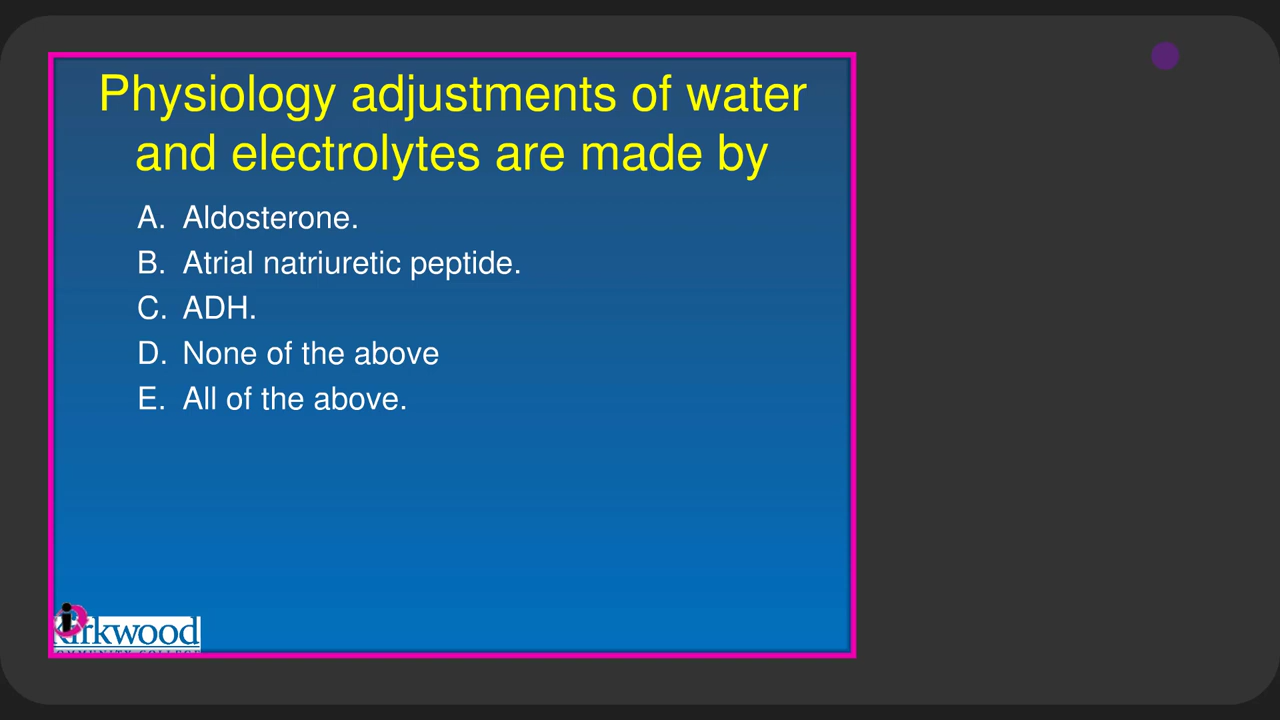 Physiology adjustments of water
and electrolytes are made by
A. Aldosterone.
B. Atrial natriuretic peptide.
C. ADH.
D. None of the above
E. All of the above.
Kirkwood